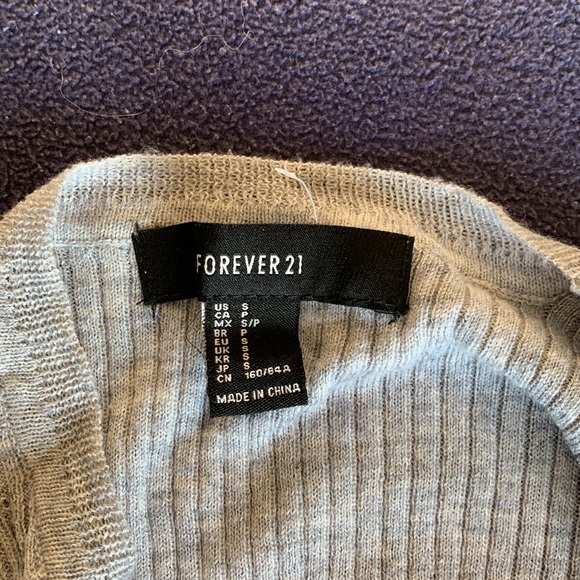 FOREVER 21
US S
CA P
MX S/P
BR P
EU S
UK S
KR S
JP S
CN 160/84A
MADE IN CHINA